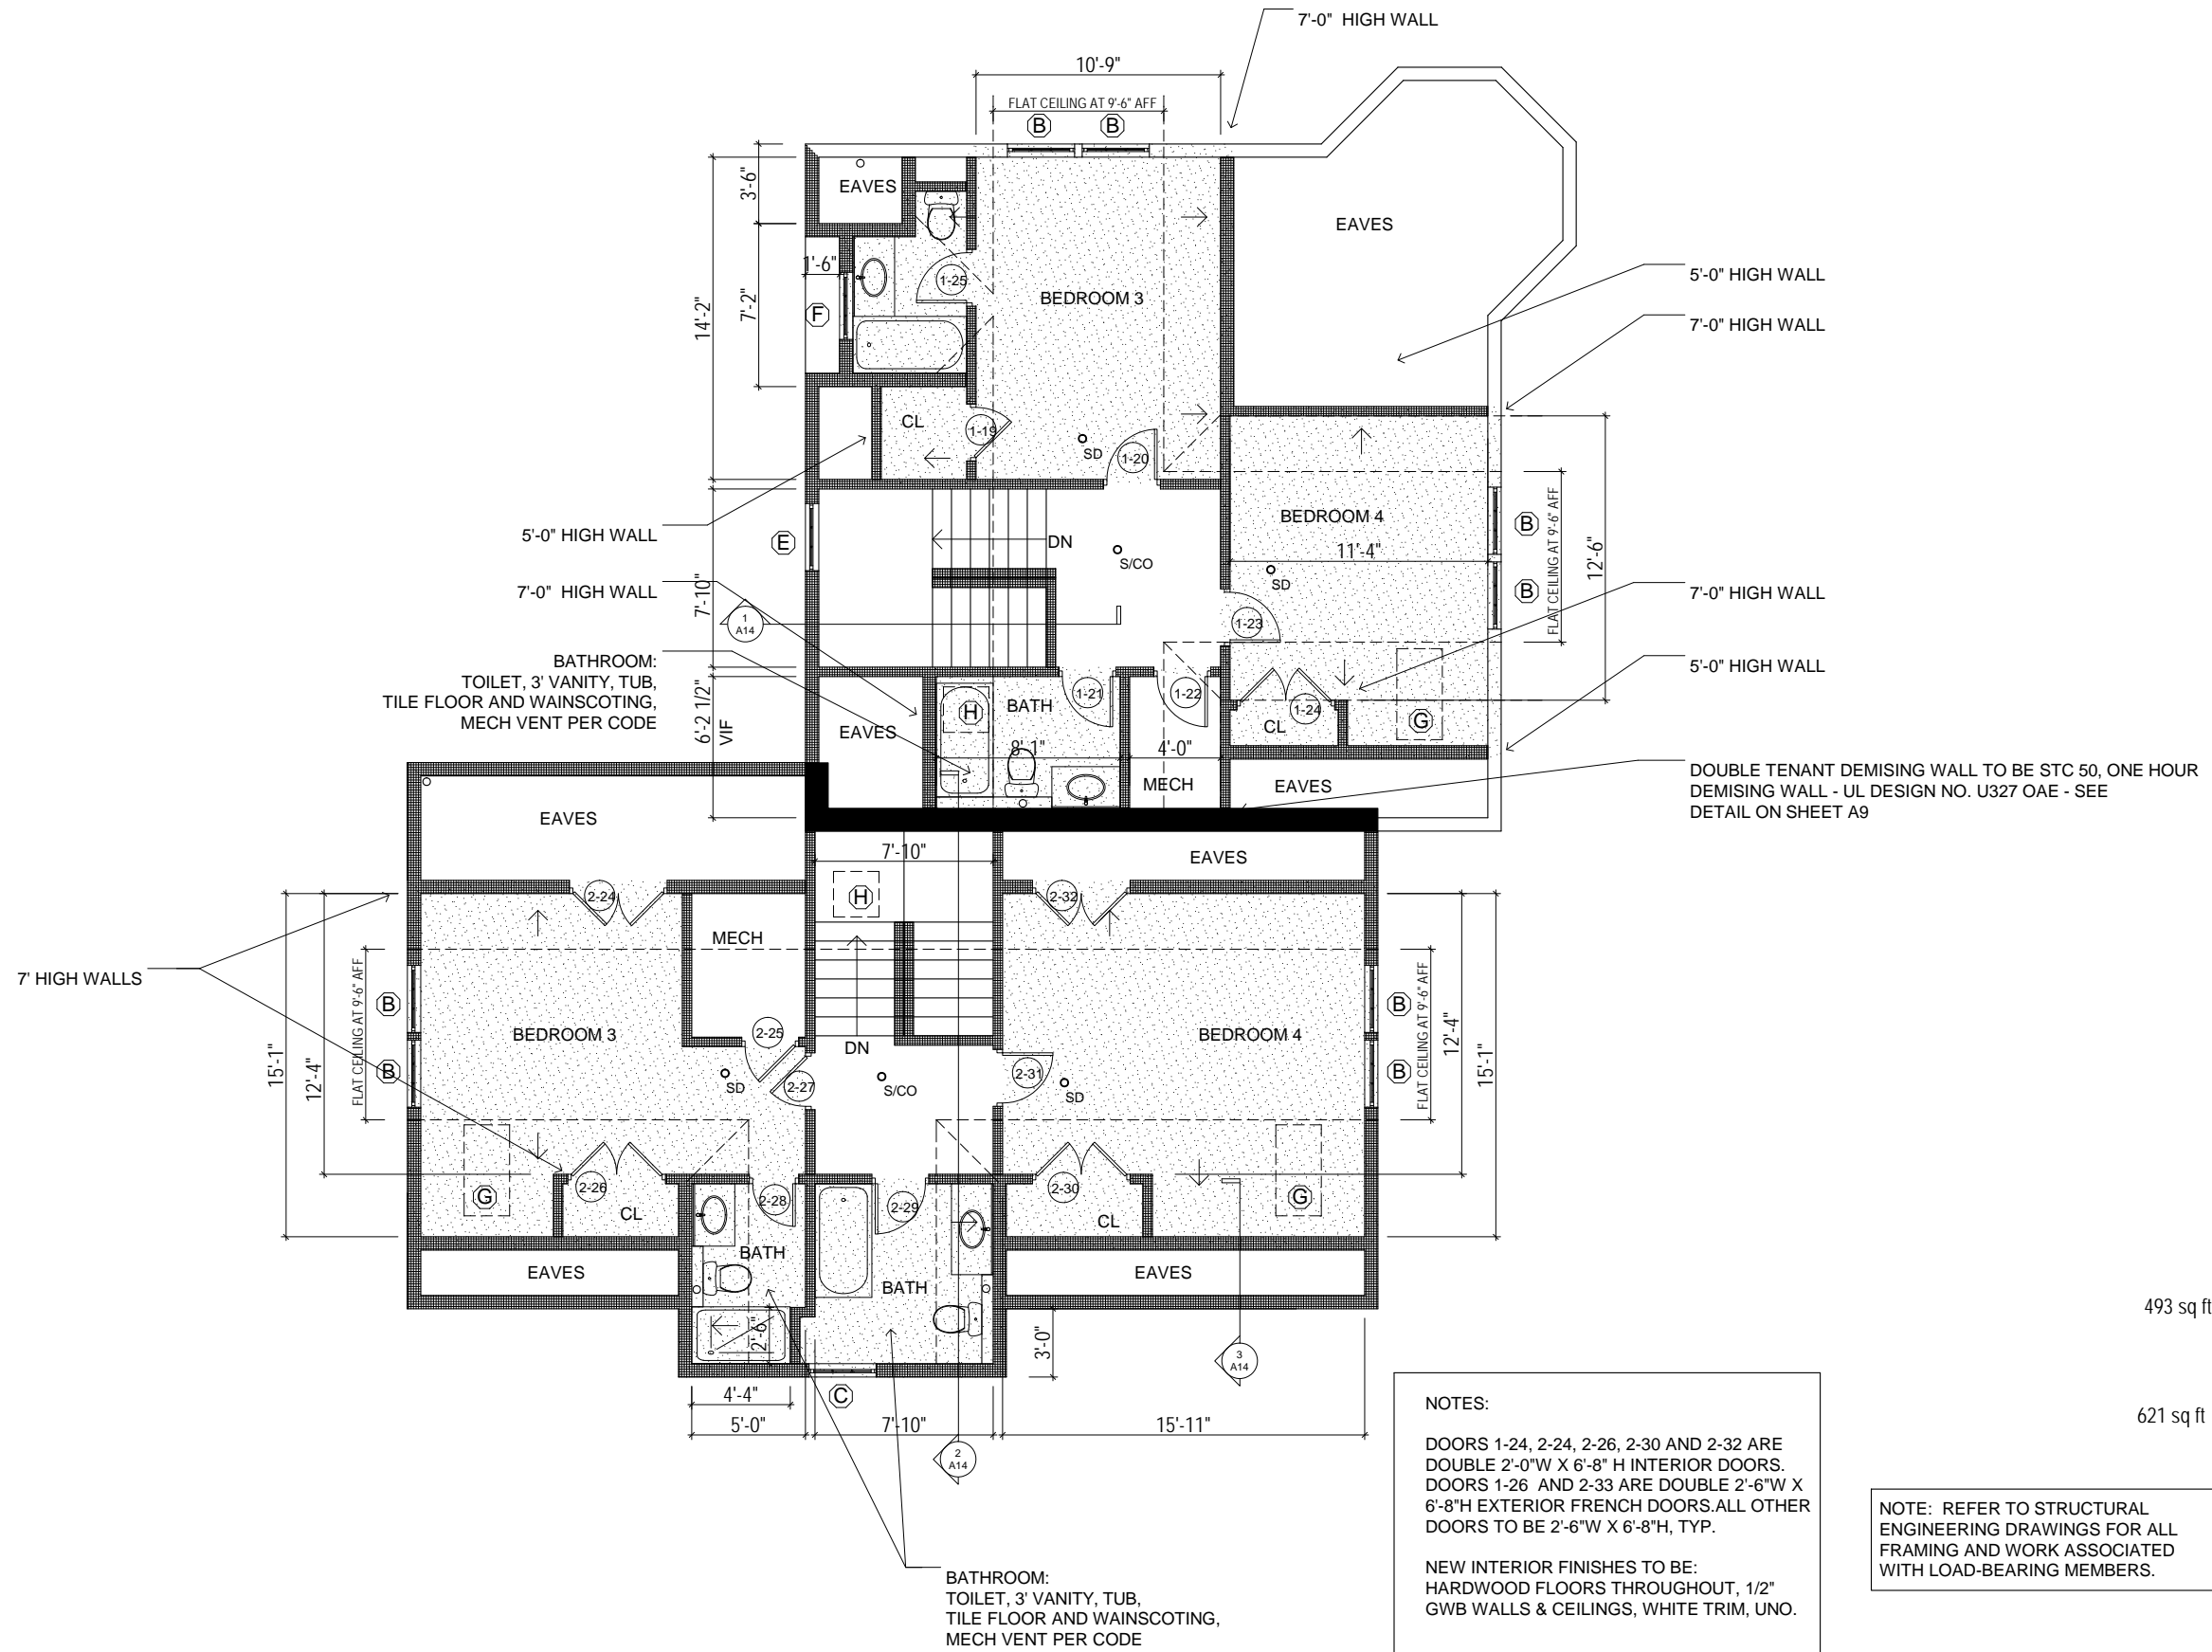 7'-0" HIGH WALL
10'-9"
FLAT CEILING AT 9'-6" AFF
B
B
EAVES
3'-6"
EAVES
14'-2"
7'-2"
1'-6"
F
1-25
BEDROOM 3
5'-0" HIGH WALL
7'-0" HIGH WALL
CL
1-19
SD
1-20
5'-0" HIGH WALL
E
DN
S/CO
BEDROOM 4
11'-4"
SD
B
B
FLAT CEILING AT 9'-6" AFF
12'-6"
7'-0" HIGH WALL
7'-10"
1
A14
1-23
7'-0" HIGH WALL
BATHROOM:
TOILET, 3' VANITY, TUB,
TILE FLOOR AND WAINSCOTING,
MECH VENT PER CODE
5'-0" HIGH WALL
6'-2 1/2"
VIF
EAVES
H
BATH
1-21
1-22
1-24
CL
G
8'-1"
4'-0"
MECH
EAVES
DOUBLE TENANT DEMISING WALL TO BE STC 50, ONE HOUR
DEMISING WALL - UL DESIGN NO. U327 OAE - SEE
DETAIL ON SHEET A9
EAVES
7'-10"
EAVES
H
2-24
2-32
MECH
7' HIGH WALLS
15'-1"
12'-4"
FLAT CEILING AT 9'-6" AFF
B
B
BEDROOM 3
2-25
DN
SD
2-27
S/CO
2-31
SD
BEDROOM 4
B
B
FLAT CEILING AT 9'-6" AFF
12'-4"
15'-1"
G
2-26
CL
2-28
2-29
2-30
CL
G
BATH
BATH
EAVES
EAVES
2'-6"
3'-0"
3
A14
4'-4"
C
5'-0"
7'-10"
15'-11"
2
A14
493 sq ft
621 sq ft
NOTES:
DOORS 1-24, 2-24, 2-26, 2-30 AND 2-32 ARE
DOUBLE 2'-0"W X 6'-8" H INTERIOR DOORS.
DOORS 1-26 AND 2-33 ARE DOUBLE 2'-6"W X
6'-8"H EXTERIOR FRENCH DOORS.ALL OTHER
DOORS TO BE 2'-6"W X 6'-8"H, TYP.
NEW INTERIOR FINISHES TO BE:
HARDWOOD FLOORS THROUGHOUT, 1/2"
GWB WALLS & CEILINGS, WHITE TRIM, UNO.
NOTE: REFER TO STRUCTURAL
ENGINEERING DRAWINGS FOR ALL
FRAMING AND WORK ASSOCIATED
WITH LOAD-BEARING MEMBERS.
BATHROOM:
TOILET, 3' VANITY, TUB,
TILE FLOOR AND WAINSCOTING,
MECH VENT PER CODE